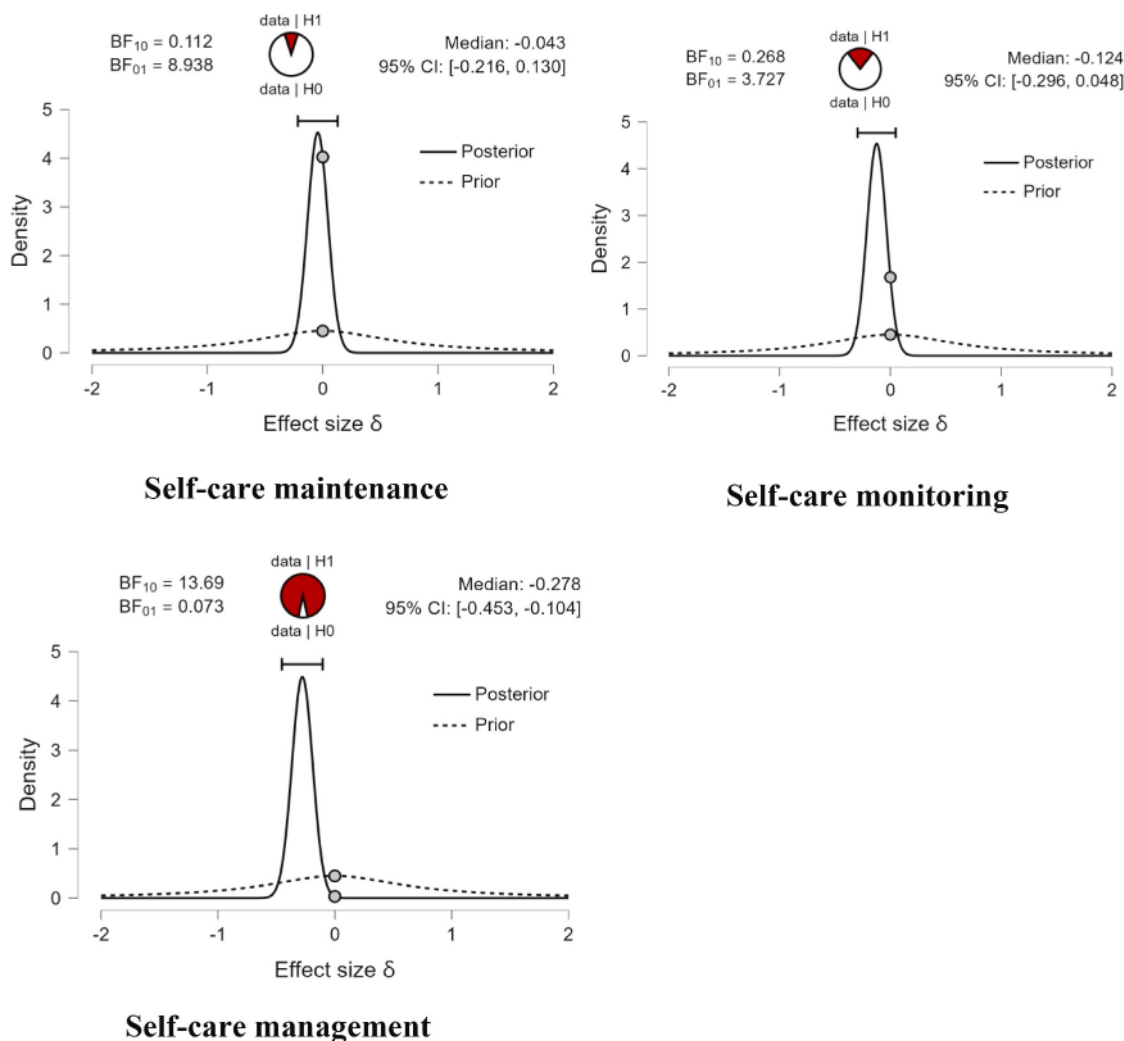 data | H1
BF10 = 0.112
BF01 = 8.938
Median: -0.043
95% CI: [-0.216, 0.130]
data | H0
5
4
3
2
1
0
Density
Posterior
Prior
-2
-1
0
1
2
Effect size δ
Self-care maintenance
data | H1
BF10 = 0.268
BF01 = 3.727
Median: -0.124
95% CI: [-0.296, 0.048]
data | H0
5
4
3
2
1
0
Density
Posterior
Prior
-2
-1
0
1
2
Effect size δ
Self-care monitoring
data | H1
BF10 = 13.69
BF01 = 0.073
Median: -0.278
95% CI: [-0.453, -0.104]
data | H0
5
4
3
2
1
0
Density
Posterior
Prior
-2
-1
0
1
2
Effect size δ
Self-care management